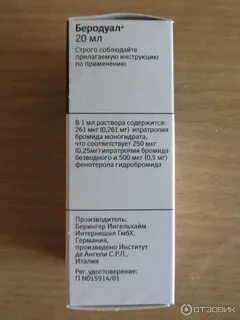 Беродуал®
20 мл
Строго соблюдайте
прилагаемую инструкцию
по применению
В 1 мл раствора содержится:
261 мкг (0,261 мг) ипратропия
бромида моногидрата,
что соответствует 250 мкг
(0,25мг) ипратропия бромида
безводного и 500 мкг (0,5 мг)
фенотерола гидробромида
Производитель:
Берингер Ингельхайм
Интернешнл ГмбХ,
Германия,
произведено Институт
де Ангели С.Р.Л.,
Италия
Рег. удостоверение:
П N015914/01
ОТЗОВИК